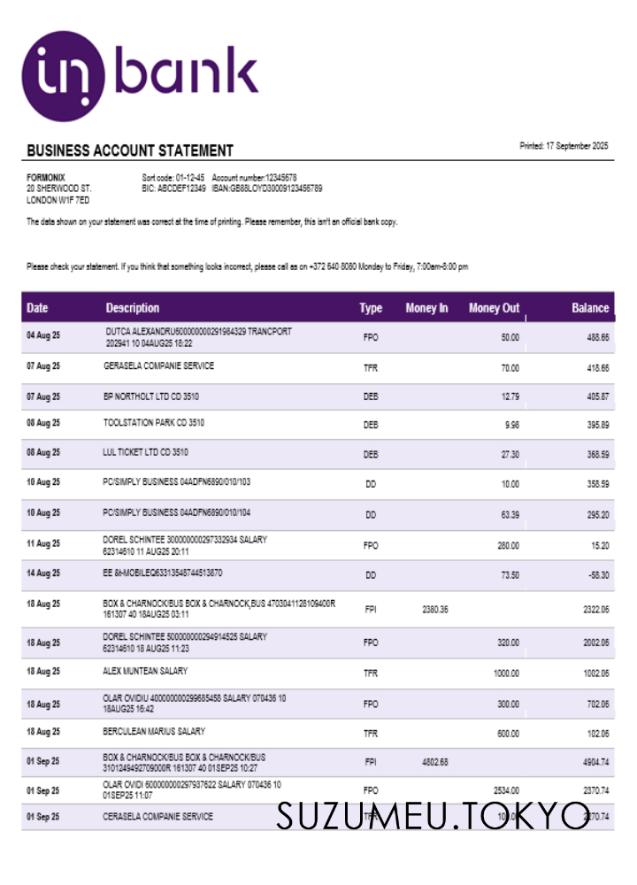 in bank
BUSINESS ACCOUNT STATEMENT
Printed: 17 September 2025
FORMONIX
20 SHERWOOD ST.
LONDON W1F 7ED
Sort code: 01-12-45 Account number:12345678
BIC: ABCDEF12349 IBAN:GB88LOYD30009123456789
The data shown on your statement was correct at the time of printing. Please remember, this isn't an official bank copy.
Please check your statement. If you think that something looks incorrect, please call as on +372 640 8080 Monday to Friday, 7:00am-8:00 pm
Date Description Type Money In Money Out Balance
04 Aug 25 DUTCA ALEXANDRU600000000291984329 TRANCPORT FPO 50.00 488.66
202941 10 04AUG25 18:22
07 Aug 25 GERASELA COMPANIE SERVICE TFR 70.00 418.66
07 Aug 25 BP NORTHOLT LTD CD 3510 DEB 12.79 405.87
08 Aug 25 TOOLSTATION PARK CD 3510 DEB 9.98 395.89
08 Aug 25 LUL TICKET LTD CD 3510 DEB 27.30 368.59
10 Aug 25 PC/SIMPLY BUSINESS 04ADFN6890/010/103 DD 10.00 358.59
10 Aug 25 PC/SIMPLY BUSINESS 04ADFN6890/010/104 DD 63.39 295.20
11 Aug 25 DOREL SCHINTEE 300000000297332934 SALARY FPO 280.00 15.20
62314610 11 AUG25 20:11
14 Aug 25 DD 73.50 -58.30
18 Aug 25 BOX & CHARNOCK/BUS BOX & CHARNOCK,BUS 4703041128109400R FPI 2380.36 2322.06
161307 40 18AUG25 03:11
18 Aug 25 DOREL SCHINTEE 500000000294914525 SALARY FPO 320.00 2002.06
62314610 18 AUG25 11:23
18 Aug 25 ALEX MUNTEAN SALARY TFR 1000.00 1002.06
18 Aug 25 OLAR OVIDIU 400000000299685458 SALARY 070436 10 FPO 300.00 702.06
18AUG25 16:42
18 Aug 25 BERCULEAN MARIUS SALARY TFR 600.00 102.06
01 Sep 25 BOX & CHARNOCK/BUS BOX & CHARNOCK/BUS FPI 4802.68 4904.74
3101249492709000R 161307 40 01SEP25 10:27
01 Sep 25 OLAR OVIDI 600000000297937622 SALARY 070436 10 FPO 2534.00 2370.74
01SEP25 11:07
01 Sep 25 CERASELA COMPANIE SERVICE
SUZUMEU.TOKYO